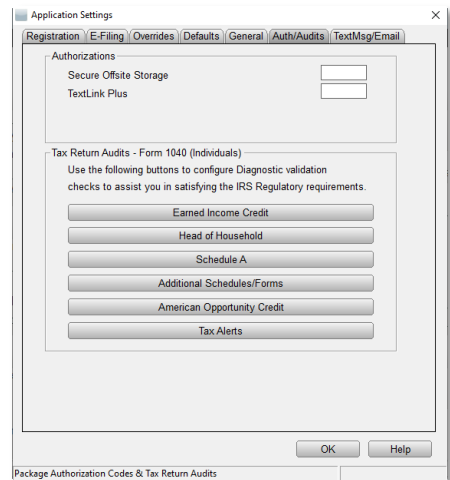 Application Settings
Registration E-Filing Overrides Defaults General Auth/Audits TextMsg/Email
Authorizations
Secure Offsite Storage
TextLink Plus
Tax Return Audits - Form 1040 (Individuals)
Use the following buttons to configure Diagnostic validation
checks to assist you in satisfying the IRS Regulatory requirements.
Earned Income Credit
Head of Household
Schedule A
Additional Schedules/Forms
American Opportunity Credit
Tax Alerts
OK Help
Package Authorization Codes & Tax Return Audits